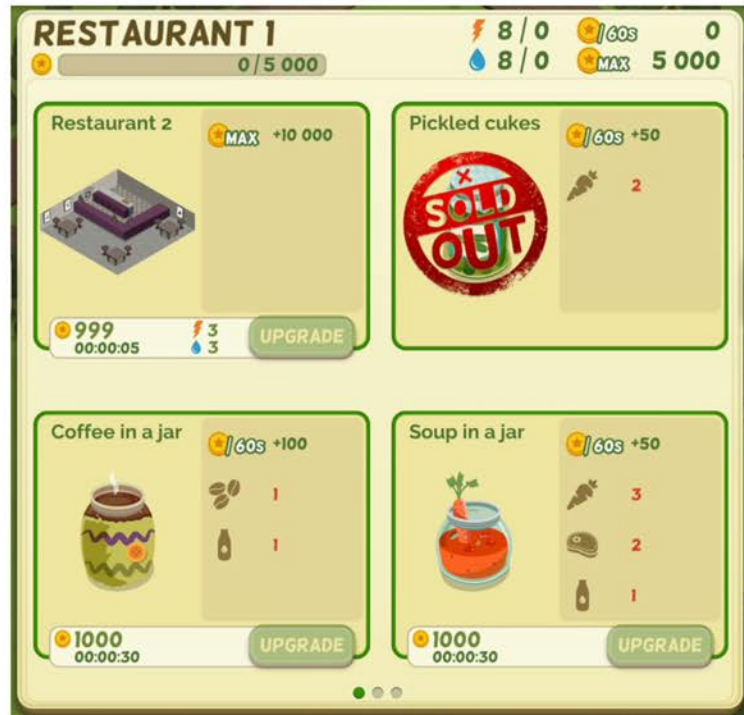 RESTAURANT 1
8 / 0
/60s 0
0/5 000
8 / 0
MAX 5 000
Restaurant 2
MAX +10 000
999
00:00:05
3
3
UPGRADE
Pickled cukes
/60s +50
2
SOLD
OUT
Coffee in a jar
/60s +100
1
1
1000
00:00:30
UPGRADE
Soup in a jar
/60s +50
3
2
1
1000
00:00:30
UPGRADE